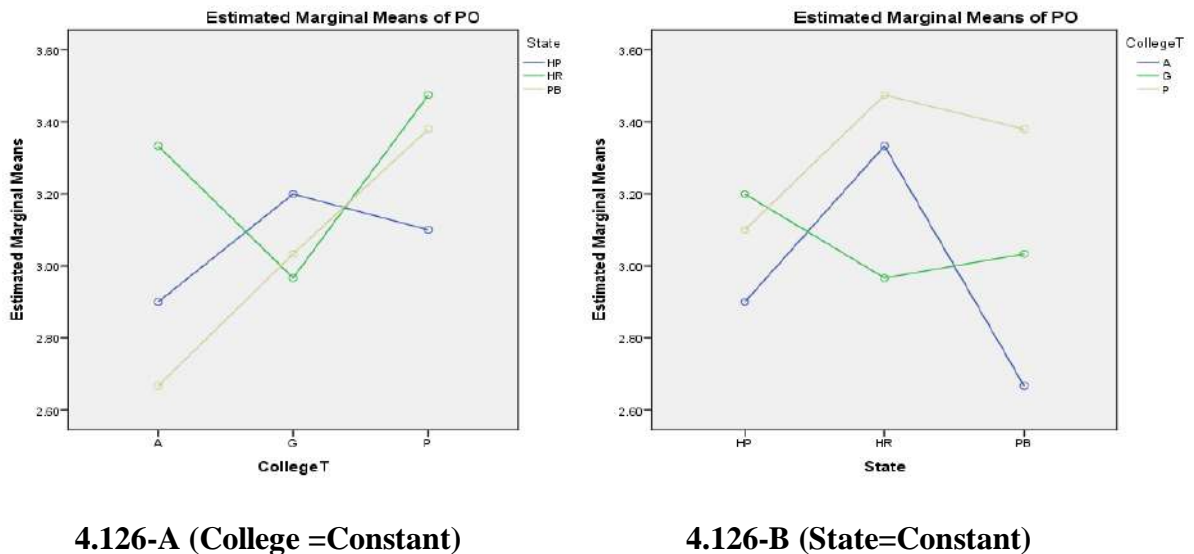 Estimated Marginal Means of PO
State
HP
HR
PB
3.60
3.40
3.20
3.00
2.80
2.60
Estimated Marginal Means
A
G
P
CollegeT
Estimated Marginal Means of PO
CollegeT
A
G
P
3.60
3.40
3.20
3.00
2.80
2.60
Estimated Marginal Means
HP
HR
PB
State
4.126-A (College =Constant)
4.126-B (State=Constant)